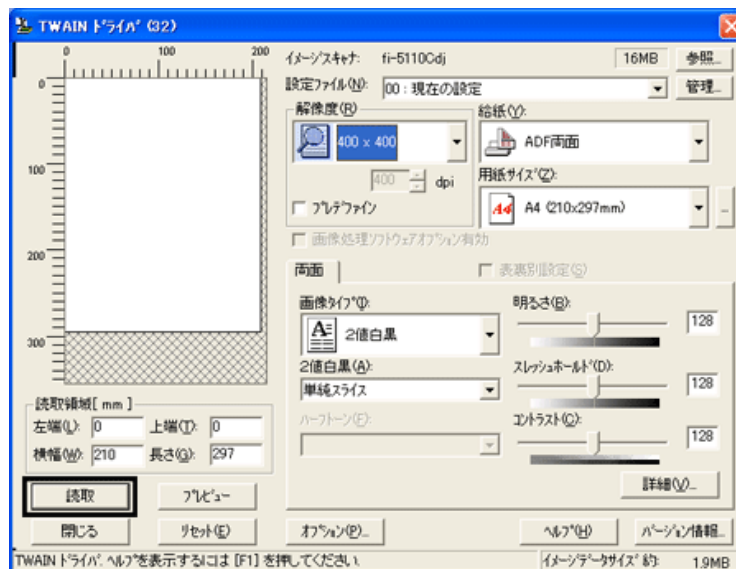 TWAIN ﾄﾞﾗｲﾊﾞ (32)
0 100 200
0
100
200
300
イメージスキャナ: fi-5110Cdj 16MB 参照...
設定ファイル(N): 00 : 現在の設定 管理...
解像度(R)
400 x 400
400 dpi
プレデファイン
給紙(Y):
ADF両面
用紙サイズ(Z):
A4 A4 (210x297mm) ...
画像処理ソフトウェアオプション有効
両面 表裏別設定(S)
画像タイプ(I):
2値白黒
2値白黒(A):
単純スライス
ハーフトーン(F):
明るさ(B):
128
スレッショホールド(D):
128
コントラスト(C):
128
詳細(V)...
読取領域[ mm ]
左端(L): 0 上端(T): 0
横幅(W): 210 長さ(G): 297
読取 プレビュー
閉じる リセット(E) オプション(P)... ヘルプ(H) バージョン情報...
TWAIN ドライバ. ヘルプを表示するには [F1] を押してください. イメージデータサイズ 約: 1.9MB